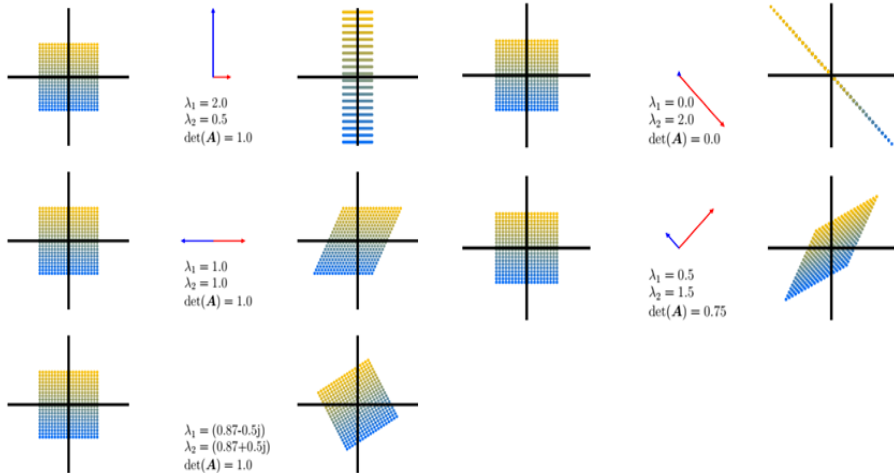 λ₁ = 2.0
λ₂ = 0.5
det(A) = 1.0
λ₁ = 0.0
λ₂ = 2.0
det(A) = 0.0
λ₁ = 1.0
λ₂ = 1.0
det(A) = 1.0
λ₁ = 0.5
λ₂ = 1.5
det(A) = 0.75
λ₁ = (0.87-0.5j)
λ₂ = (0.87+0.5j)
det(A) = 1.0